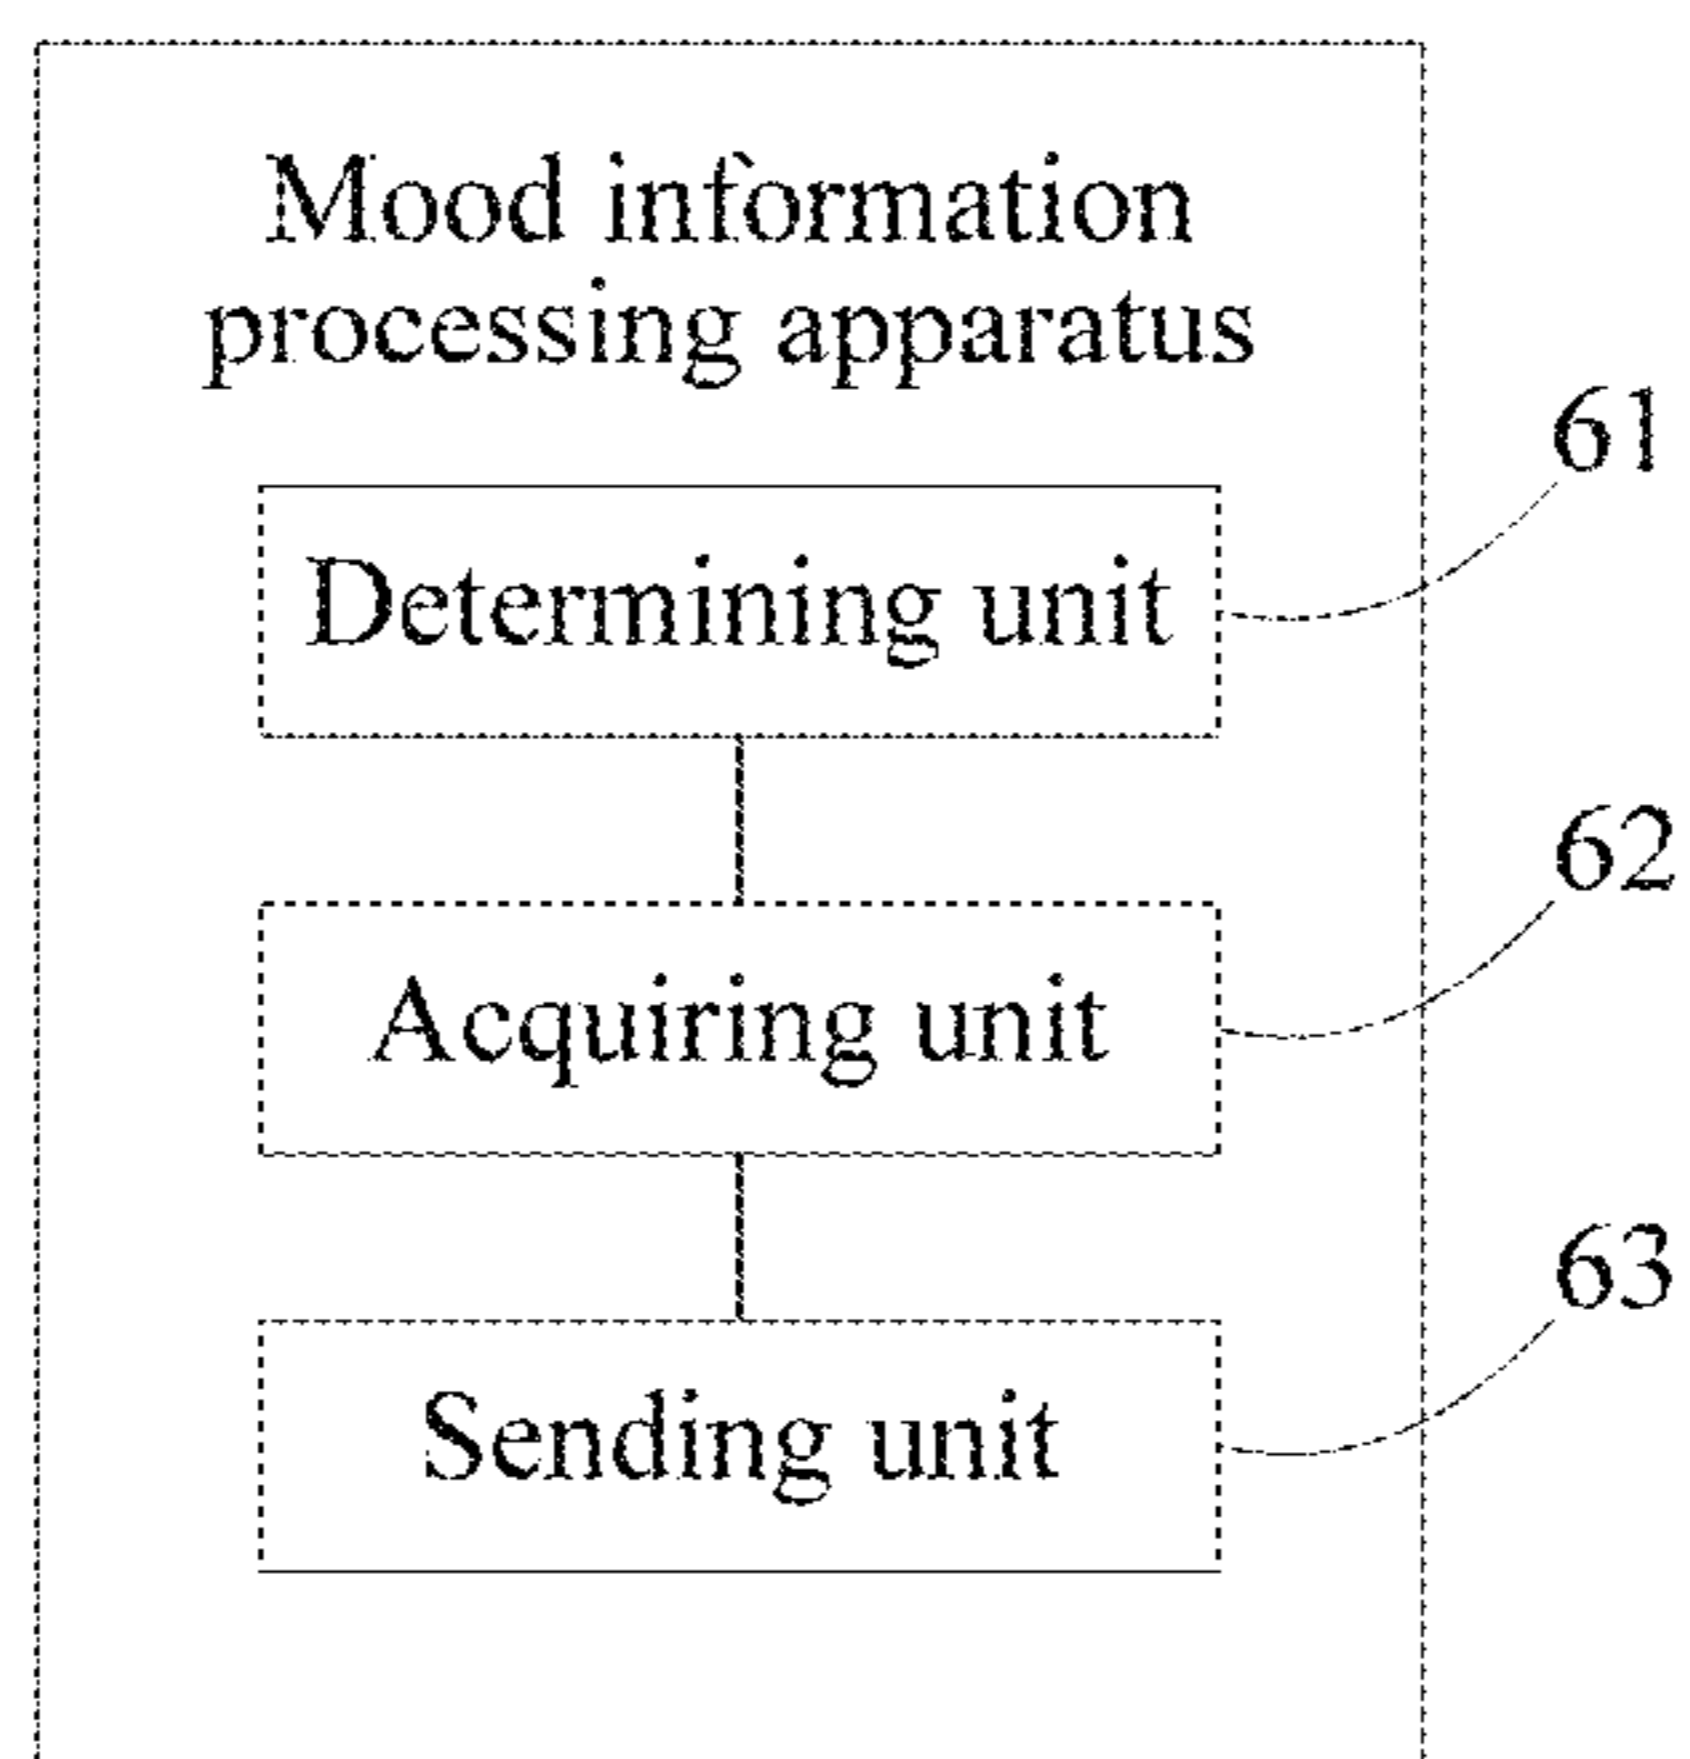 Mood information
processing apparatus
61
Determining unit
62
Acquiring unit
63
Sending unit